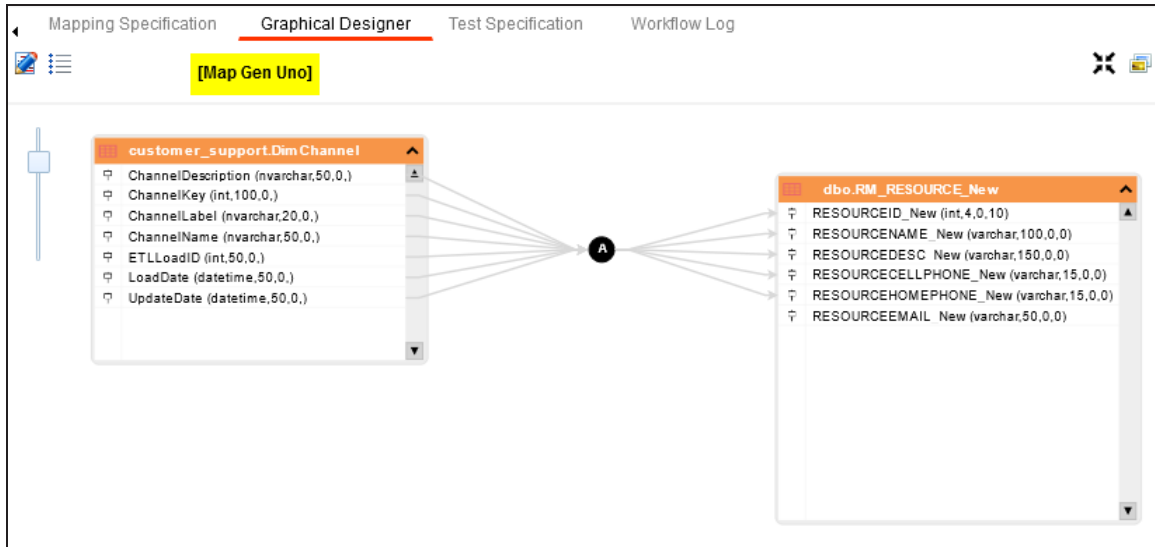 Mapping Specification Graphical Designer Test Specification Workflow Log
[Map Gen Uno]
customer_support.DimChannel
ChannelDescription (nvarchar,50,0,)
ChannelKey (int,100,0,)
ChannelLabel (nvarchar,20,0,)
ChannelName (nvarchar,50,0,)
ETLLoadID (int,50,0,)
LoadDate (datetime,50,0,)
UpdateDate (datetime,50,0,)
A
dbo.RM_RESOURCE_New
RESOURCEID_New (int,4,0,10)
RESOURCENAME_New (varchar,100,0,0)
RESOURCEDESC_New (varchar,150,0,0)
RESOURCECELLPHONE_New (varchar,15,0,0)
RESOURCEHOMEPHONE_New (varchar,15,0,0)
RESOURCEEMAIL_New (varchar,50,0,0)